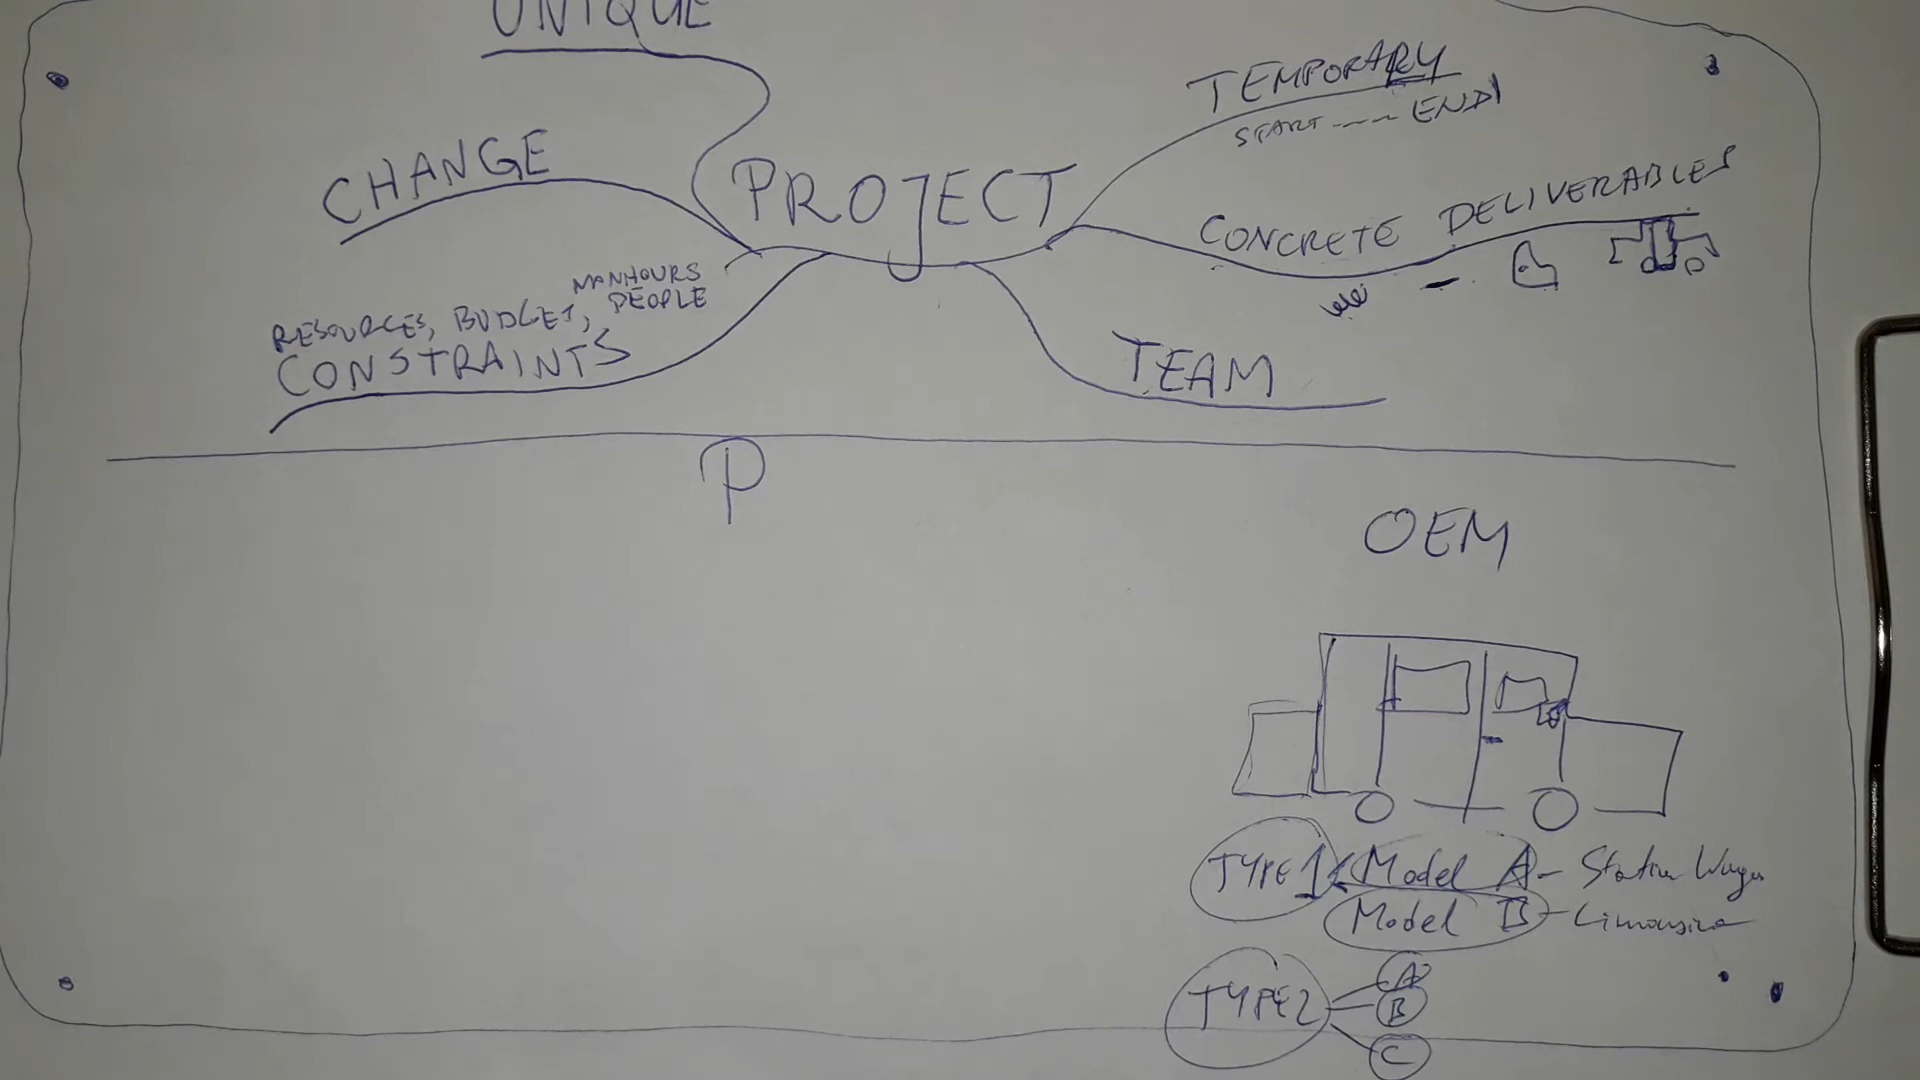 UNIQUE
TEMPORARY
START ---- END
CHANGE
PROJECT
CONCRETE DELIVERABLES
MANHOURS
RESOURCES, BUDGET, PEOPLE
CONSTRAINTS
TEAM
P
OEM
TYPE 1 Model A - Station Wagon
Model B - Limousine
TYPE 2
A
B
C